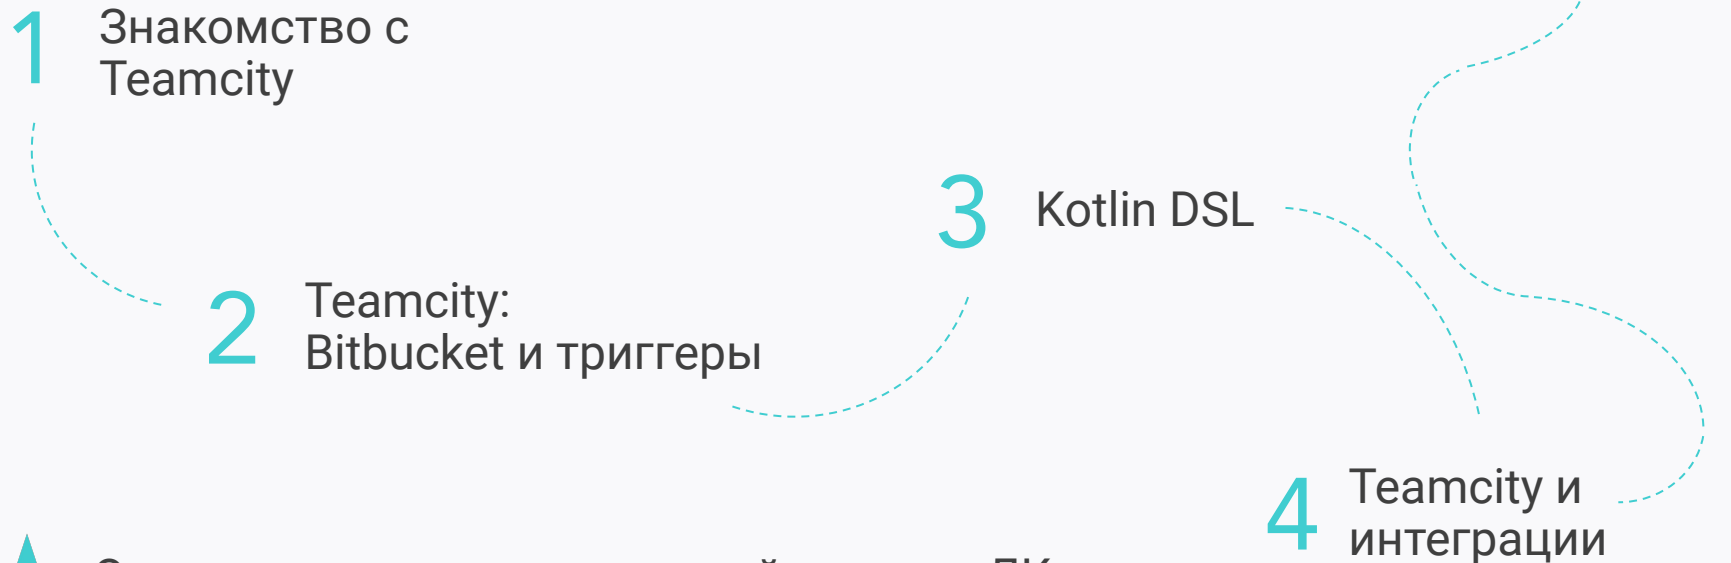 1
Знакомство с
Teamcity
2
Teamcity:
Bitbucket и триггеры
3
Kotlin DSL
4
Teamcity и
интеграции